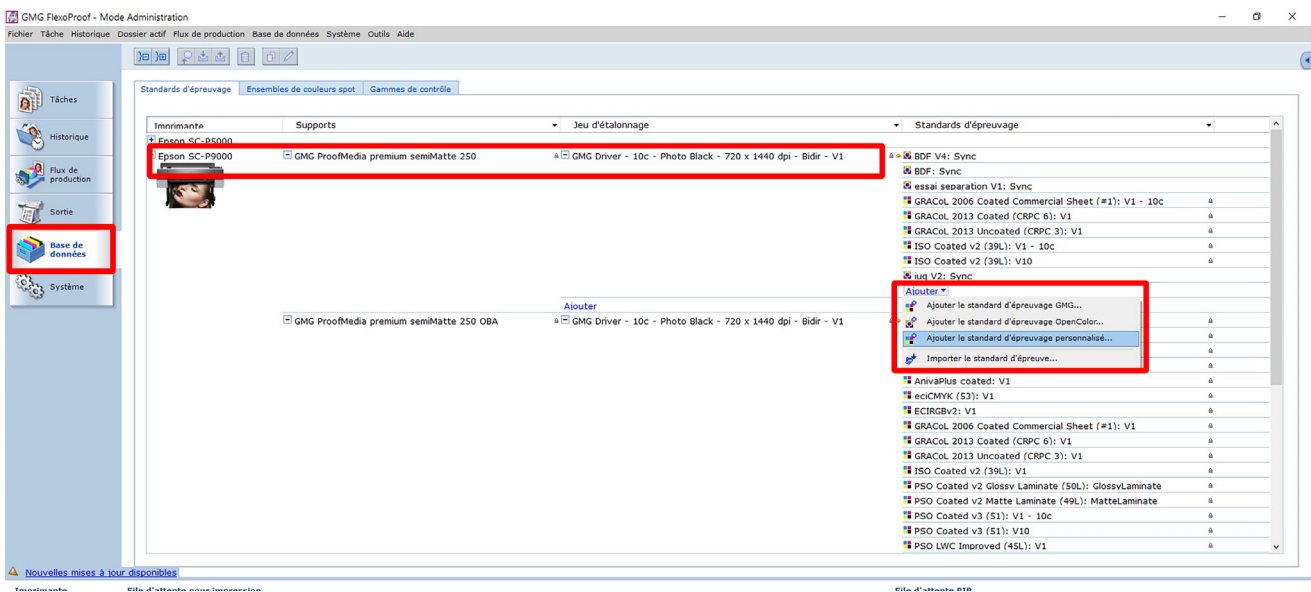 GMG FlexoProof - Mode Administration
Fichier Tâche Historique Dossier actif Flux de production Base de données Système Outils Aide
Standards d'épreuvage Ensembles de couleurs spot Gammes de contrôle
Tâches
Historique
Flux de
production
Sortie
Base de
données
Système
Imprimante Supports Jeu d'étalonnage Standards d'épreuvage
Epson SC-P5000
Epson SC-P9000 GMG ProofMedia premium semiMatte 250 GMG Driver - 10c - Photo Black - 720 x 1440 dpi - Bidir - V1 BDF V4: Sync
BDF: Sync
essai separation V1: Sync
GRACoL 2006 Coated Commercial Sheet (#1): V1 - 10c
GRACoL 2013 Coated (CRPC 6): V1
GRACoL 2013 Uncoated (CRPC 3): V1
ISO Coated v2 (39L): V1 - 10c
ISO Coated v2 (39L): V10
jug V2: Sync
Ajouter
Ajouter Ajouter le standard d'épreuvage GMG...
GMG ProofMedia premium semiMatte 250 OBA GMG Driver - 10c - Photo Black - 720 x 1440 dpi - Bidir - V1 Ajouter le standard d'épreuvage OpenColor...
Ajouter le standard d'épreuvage personnalisé...
Importer le standard d'épreuve...
AnivaPlus coated: V1
eciCMYK (53): V1
ECIRGBv2: V1
GRACoL 2006 Coated Commercial Sheet (#1): V1
GRACoL 2013 Coated (CRPC 6): V1
GRACoL 2013 Uncoated (CRPC 3): V1
ISO Coated v2 (39L): V1
PSO Coated v2 Glossy Laminate (50L): GlossyLaminate
PSO Coated v2 Matte Laminate (49L): MatteLaminate
PSO Coated v3 (51): V1 - 10c
PSO Coated v3 (51): V10
PSO LWC Improved (45L): V1
Nouvelles mises à jour disponibles
Imprimante File d'attente pour impression File d'attente RIP